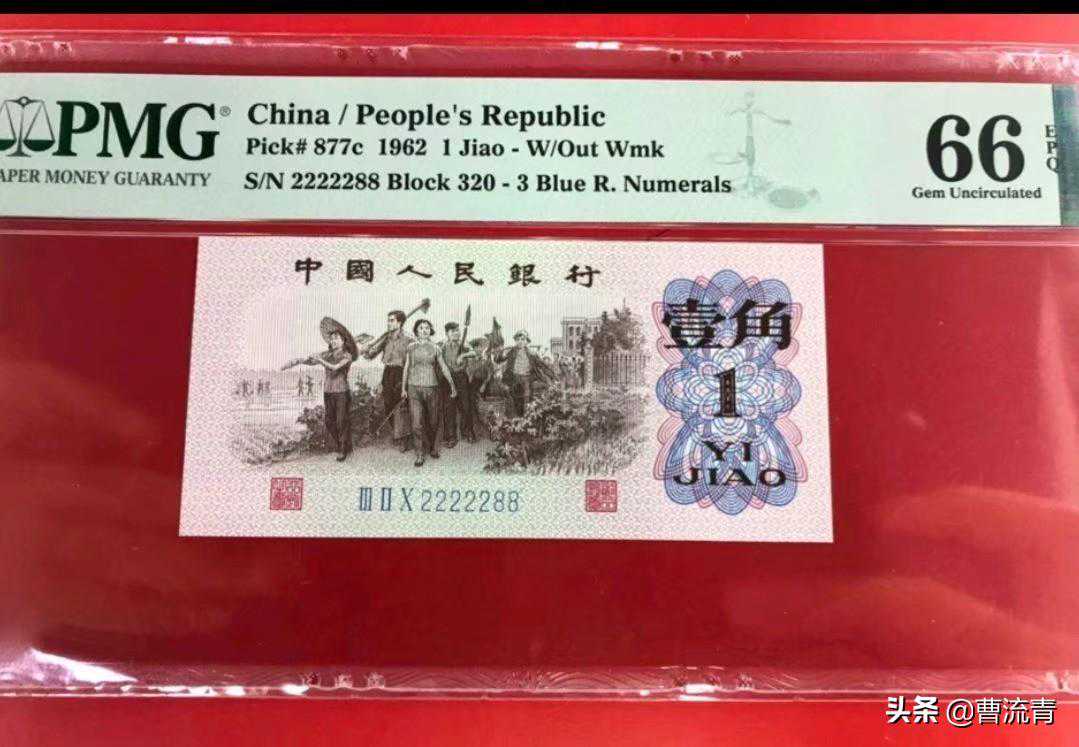 PMG®
APER MONEY GUARANTY
China / People's Republic
Pick# 877c 1962 1 Jiao - W/Out Wmk
S/N 2222288 Block 320 - 3 Blue R. Numerals
66
Gem Uncirculated
E
P
Q
中國人民銀行
壹角
1
YI
JIAO
III II X 2222288
头条 @曹流青